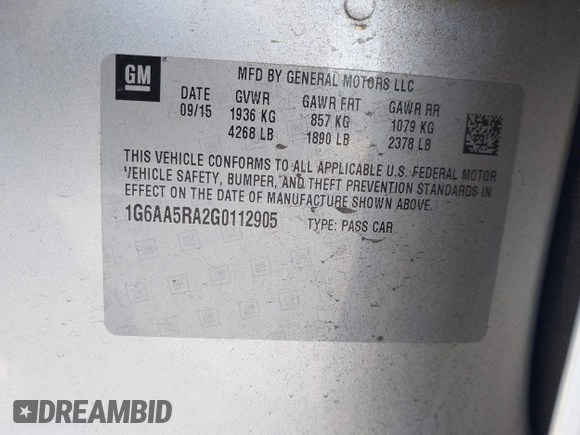 GM
MFD BY GENERAL MOTORS LLC
DATE GVWR GAWR FRT GAWR RR
09/15 1936 KG 857 KG 1079 KG
4268 LB 1890 LB 2378 LB
THIS VEHICLE CONFORMS TO ALL APPLICABLE U.S. FEDERAL MOTOR
VEHICLE SAFETY, BUMPER, AND THEFT PREVENTION STANDARDS IN
EFFECT ON THE DATE OF MANUFACTURE SHOWN ABOVE.
1G6AA5RA2G0112905 TYPE: PASS CAR
DREAMBID